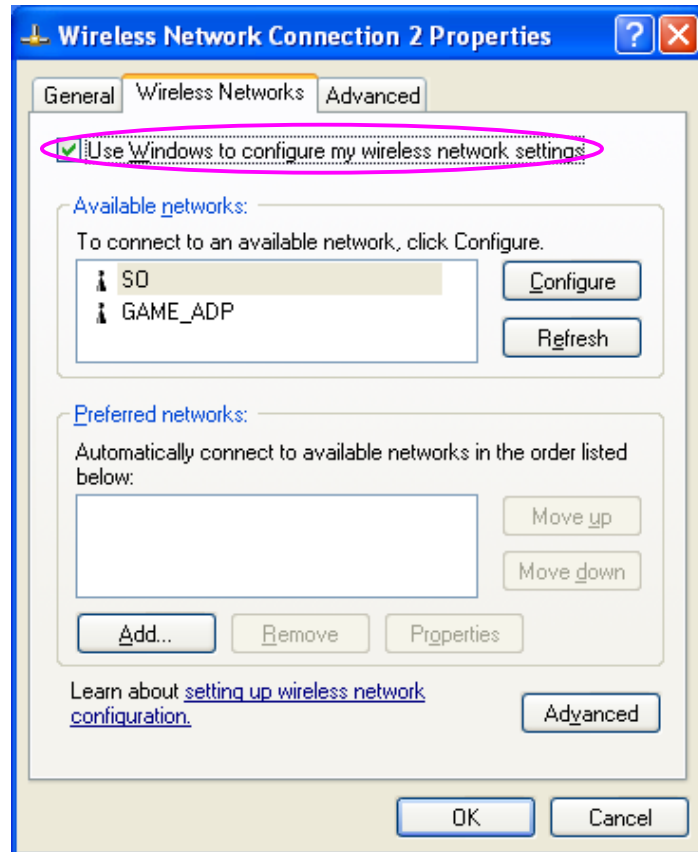 Wireless Network Connection 2 Properties
General Wireless Networks Advanced
Use Windows to configure my wireless network settings
Available networks:
To connect to an available network, click Configure.
SO
GAME_ADP
Configure
Refresh
Preferred networks:
Automatically connect to available networks in the order listed
below:
Move up
Move down
Add... Remove Properties
Learn about setting up wireless network
configuration.
Advanced
OK Cancel